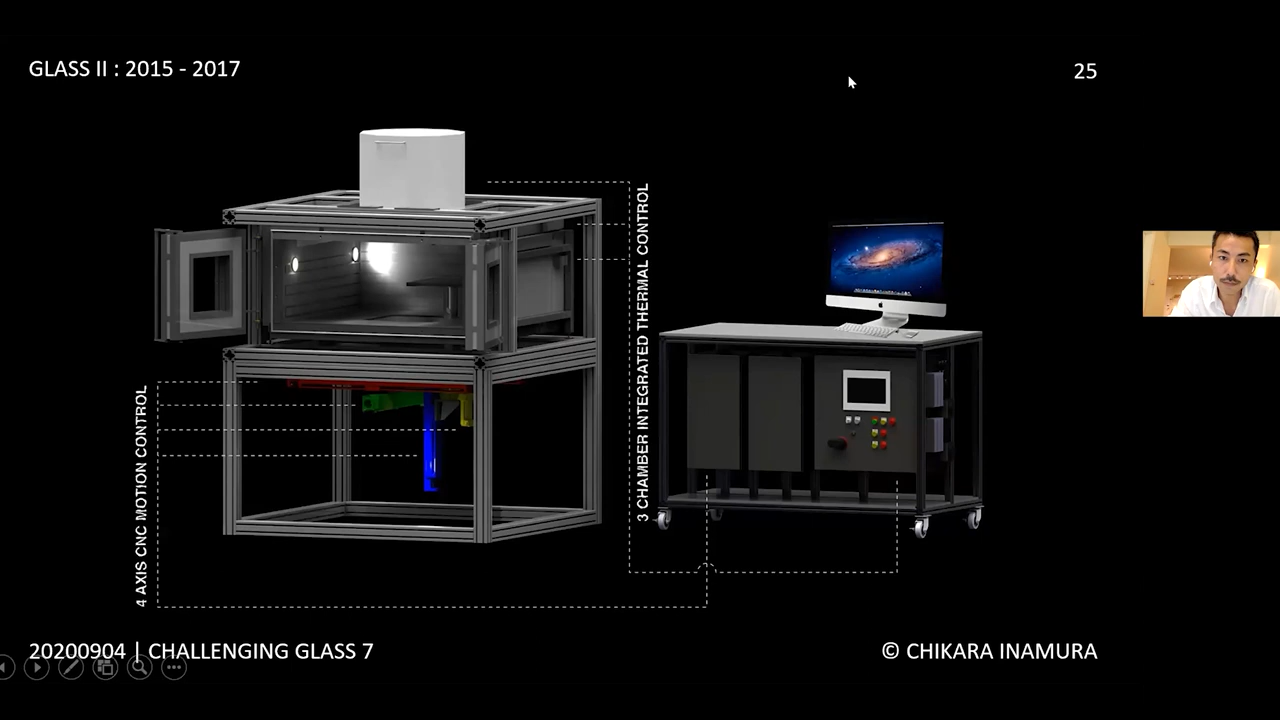 GLASS II : 2015 - 2017
25
3 CHAMBER INTEGRATED THERMAL CONTROL
4 AXIS CNC MOTION CONTROL
20200904 | CHALLENGING GLASS 7
© CHIKARA INAMURA